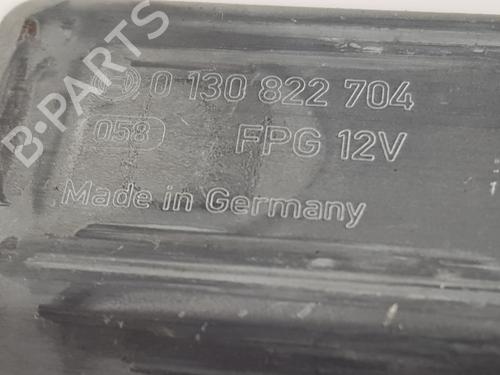 0 130 822 704
058 FPG 12V
Made in Germany
B-PARTS